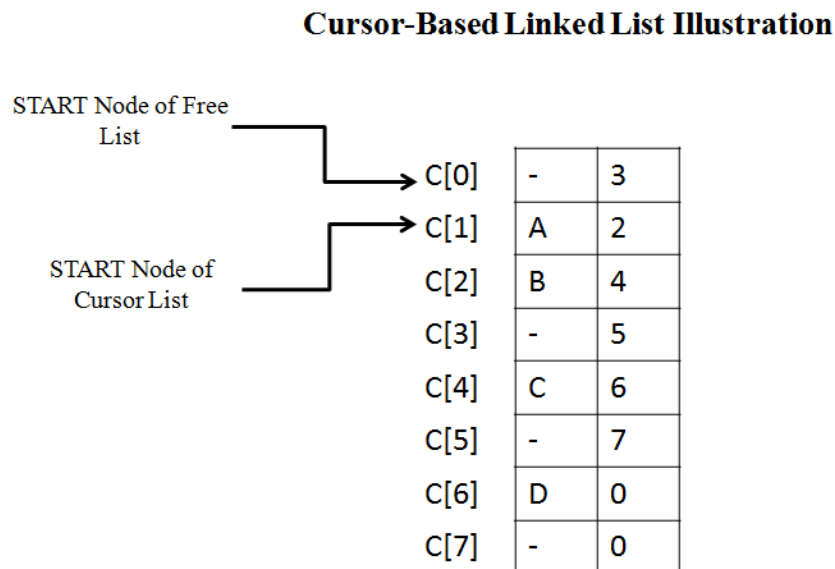 Cursor-Based Linked List Illustration
START Node of Free
List
START Node of
Cursor List
C[0] - 3
C[1] A 2
C[2] B 4
C[3] - 5
C[4] C 6
C[5] - 7
C[6] D 0
C[7] - 0